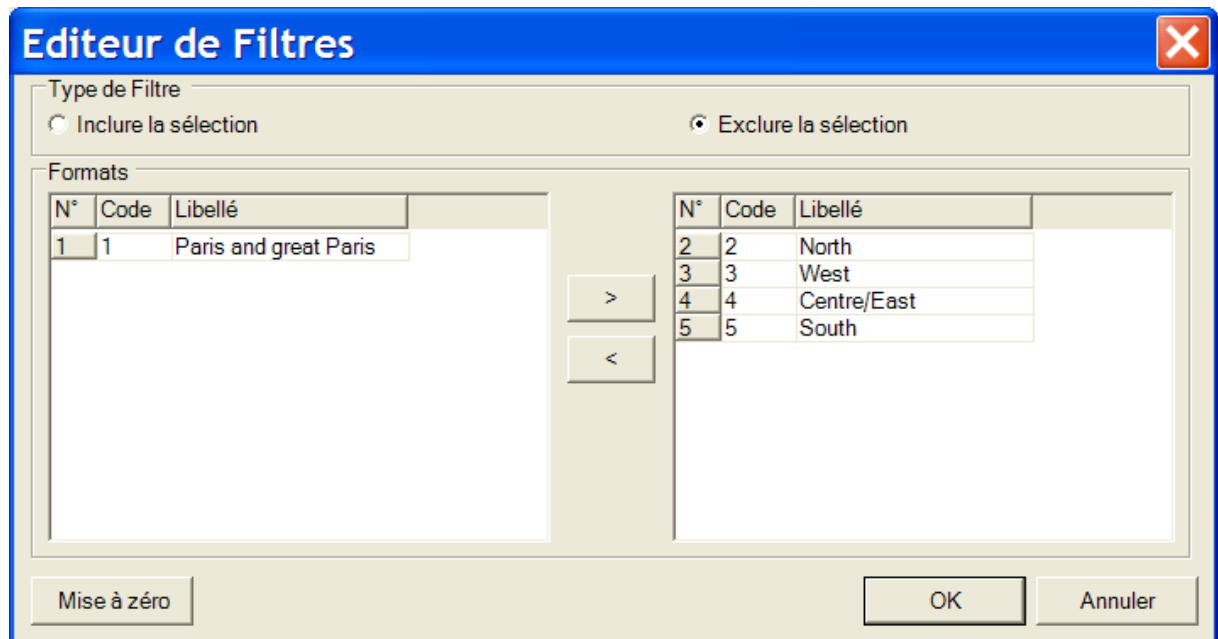 Editeur de Filtres
Type de Filtre
Inclure la sélection
Exclure la sélection
Formats
N° Code Libellé
1 1 Paris and great Paris
>
<
N° Code Libellé
2 2 North
3 3 West
4 4 Centre/East
5 5 South
Mise à zéro
OK
Annuler